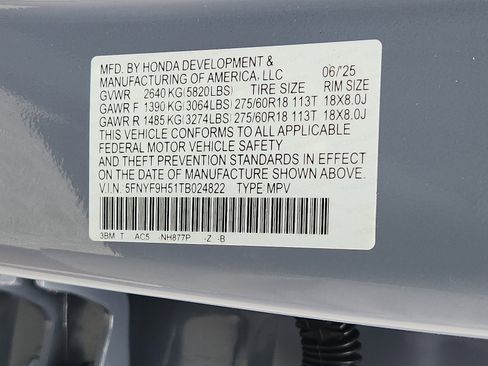 MFD. BY HONDA DEVELOPMENT &
MANUFACTURING OF AMERICA, LLC 06/'25
GVWR 2640 KG(5820LBS) TIRE SIZE RIM SIZE
GAWR F 1390 KG(3064LBS) 275/60R18 113T 18X8.0J
GAWR R 1485 KG(3274LBS) 275/60R18 113T 18X8.0J
THIS VEHICLE CONFORMS TO ALL APPLICABLE
FEDERAL MOTOR VEHICLE SAFETY
AND THEFT PREVENTION STANDARDS IN EFFECT
ON THE DATE OF MANUFACTURE SHOWN ABOVE.
V.I.N. 5FNYF9H51TB024822 TYPE: MPV
3BM T AC5 NH877P -Z -B